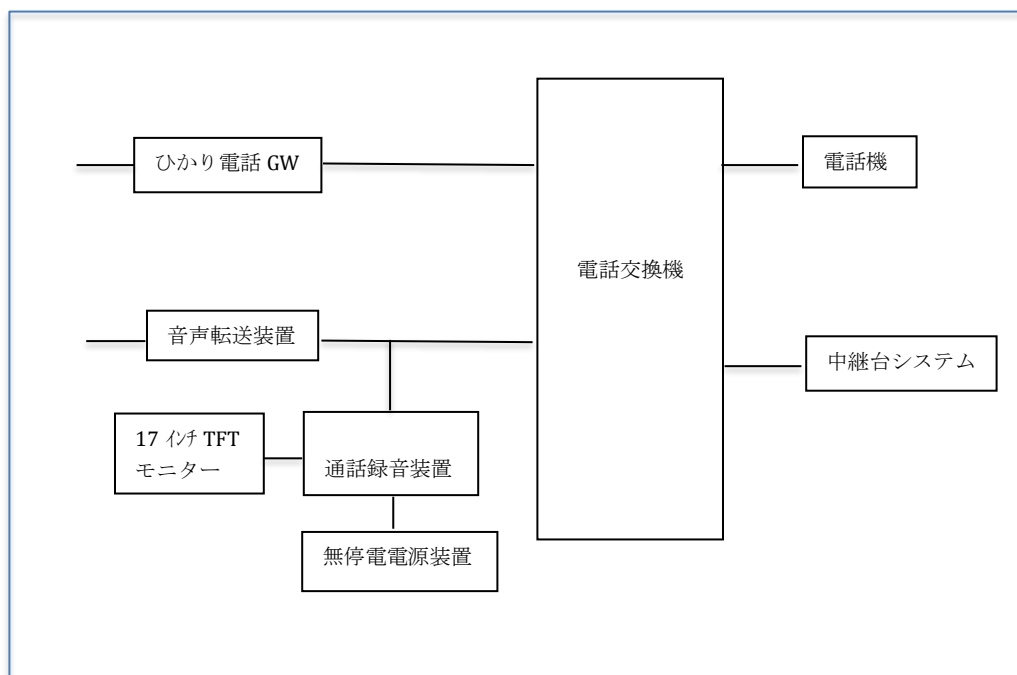 ひかり電話 GW
電話機
電話交換機
音声転送装置
中継台システム
17 ｲﾝﾁ TFT
モニター
通話録音装置
無停電電源装置